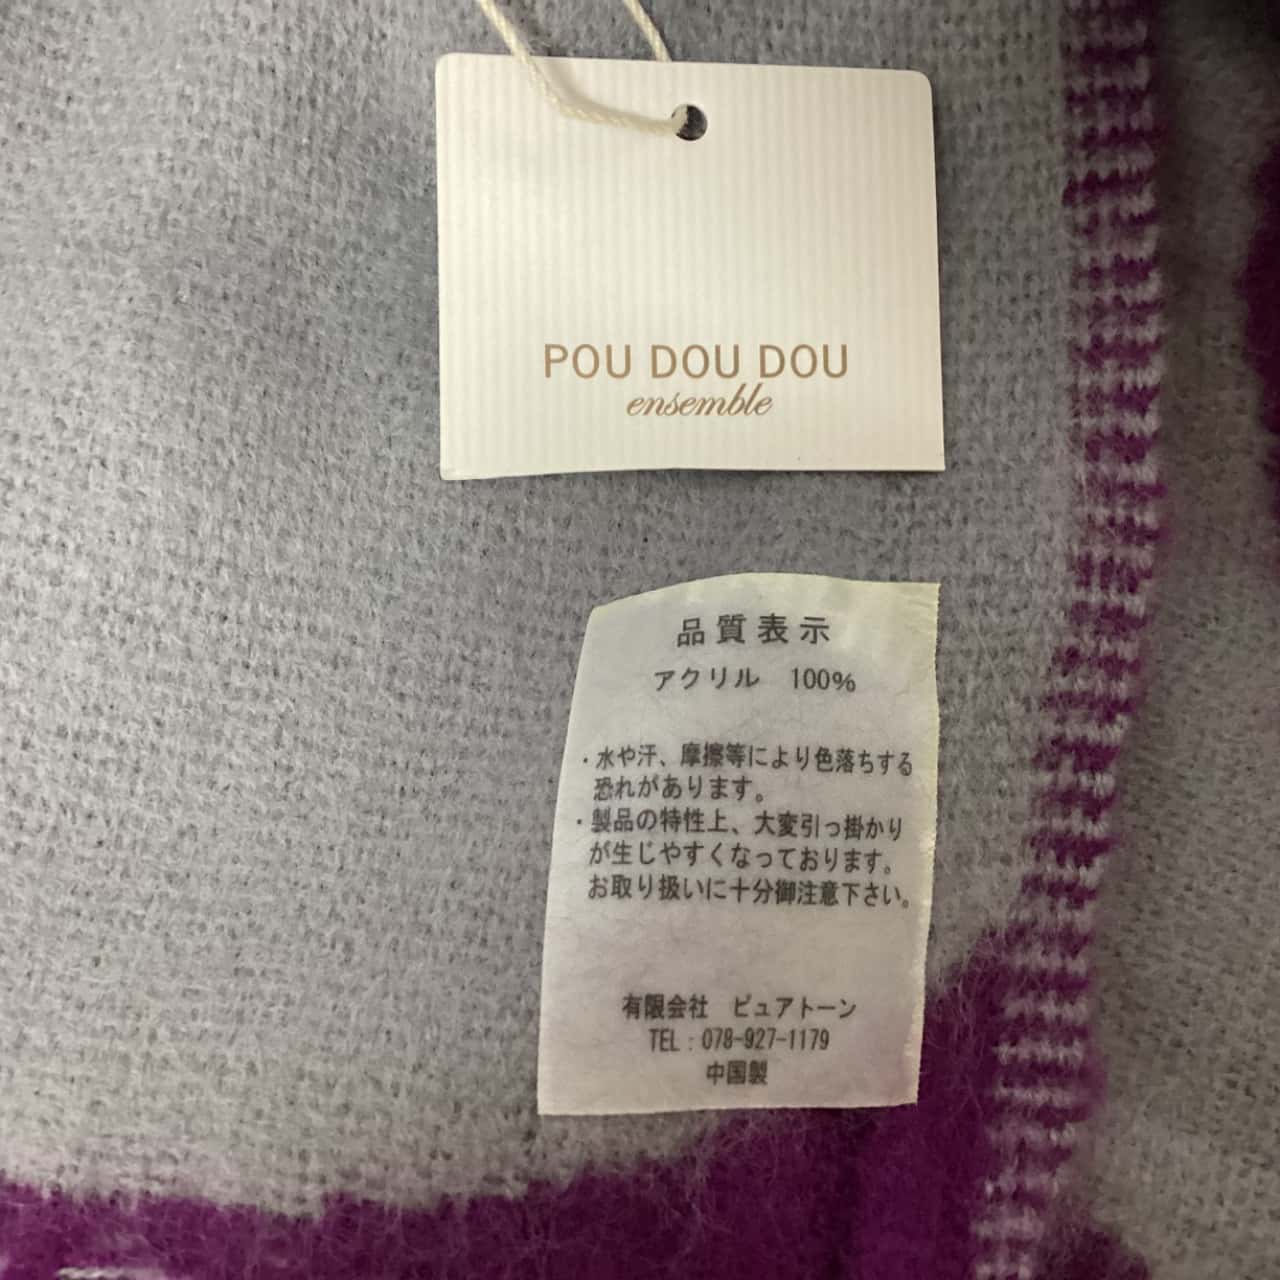 POU DOU DOU
ensemble
品質表示
アクリル 100%
・水や汗、摩擦等により色落ちする
恐れがあります。
・製品の特性上、大変引っ掛かり
が生じやすくなっております。
お取り扱いに十分御注意下さい。
有限会社 ピュアトーン
TEL:078-927-1179
中国製